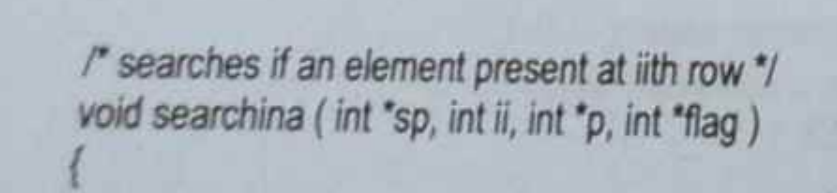 /* searches if an element present at iith row */
void searchina ( int *sp, int ii, int *p, int *flag )
{